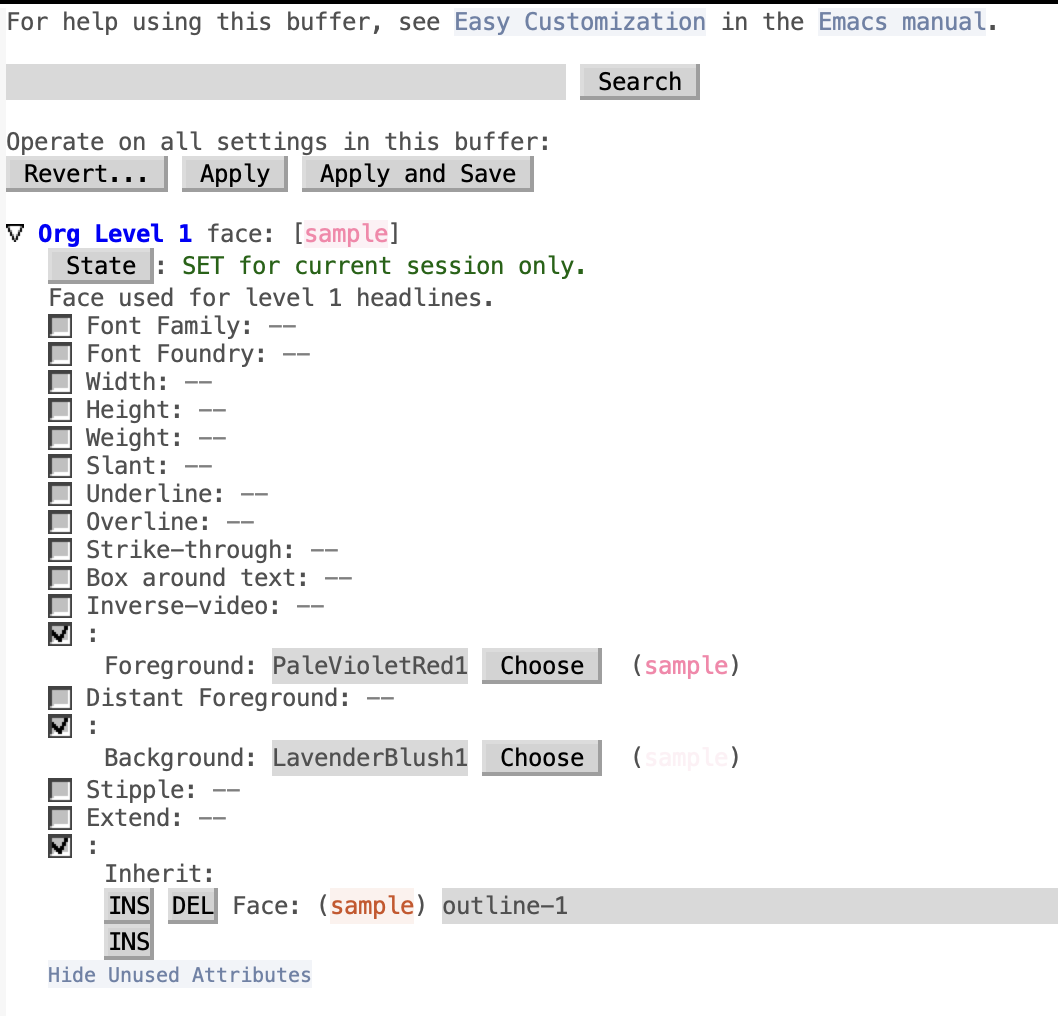 For help using this buffer, see Easy Customization in the Emacs manual.
Search
Operate on all settings in this buffer:
Revert... Apply Apply and Save
Org Level 1 face: [sample]
State : SET for current session only.
Face used for level 1 headlines.
Font Family: --
Font Foundry: --
Width: --
Height: --
Weight: --
Slant: --
Underline: --
Overline: --
Strike-through: --
Box around text: --
Inverse-video: --
:
Foreground: PaleVioletRed1 Choose (sample)
Distant Foreground: --
:
Background: LavenderBlush1 Choose (sample)
Stipple: --
Extend: --
:
Inherit:
INS DEL Face: (sample) outline-1
INS
Hide Unused Attributes